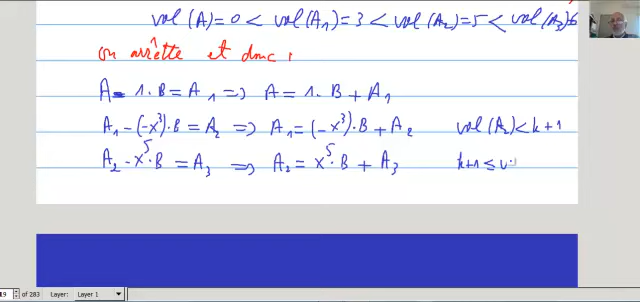 val (A) = 0 < val (A₁) = 3 < val (A₂) = 5 < val (A₃) 6
on arrête et donc :
A - 1. B = A₁ => A = 1. B + A₁
A₁ - (-x³). B = A₂ => A₁ = (-x³). B + A₂ val (A₂) < k + 1
A₂ - x⁵. B = A₃ => A₂ = x⁵. B + A₃ k+1 ≤ v
19 of 283 Layer: Layer 1